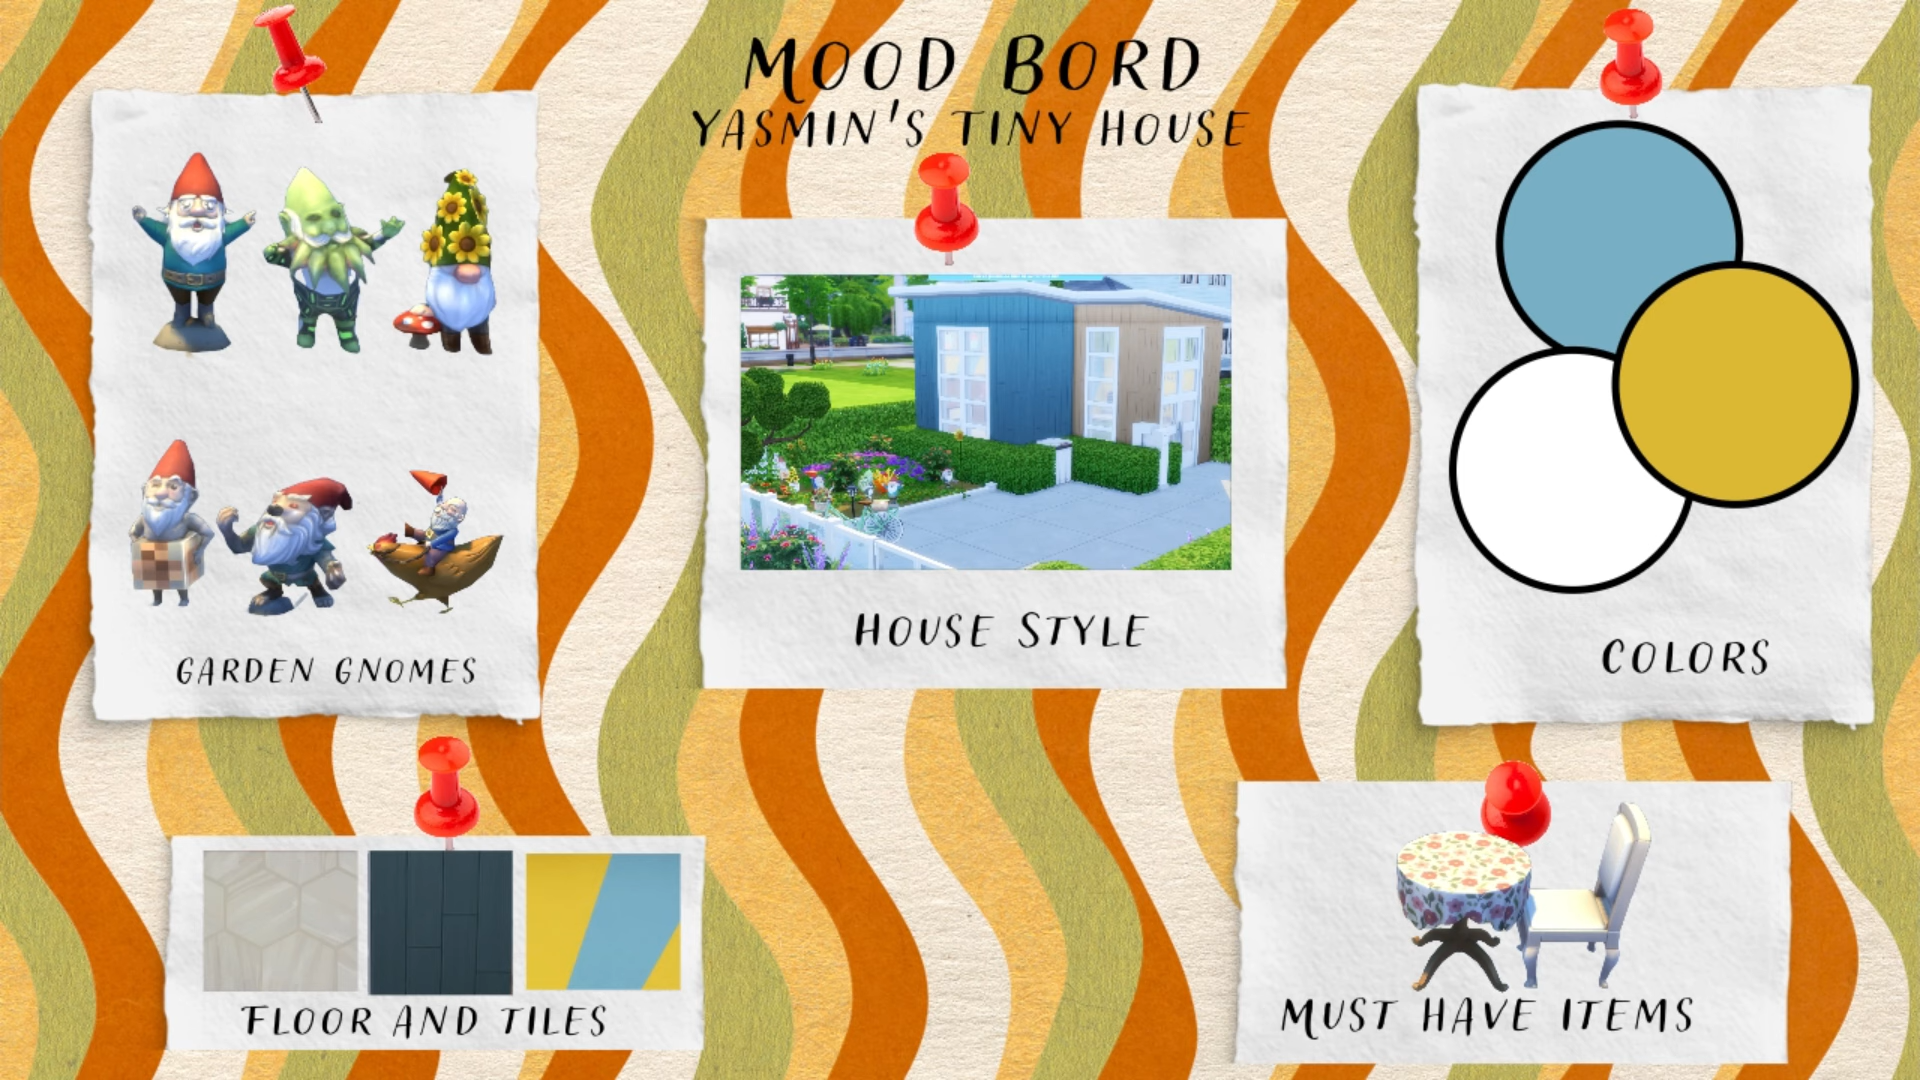 MOOD BORD
YASMIN'S TINY HOUSE
GARDEN GNOMES
HOUSE STYLE
COLORS
FLOOR AND TILES
MUST HAVE ITEMS